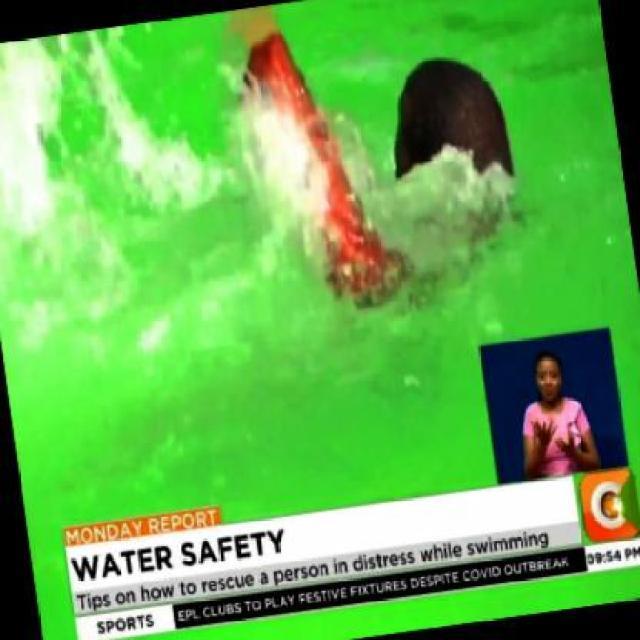 MONDAY REPORT
WATER SAFETY
Tips on how to rescue a person in distress while swimming
SPORTS EPL CLUBS TO PLAY FESTIVE FIXTURES DESPITE COVID OUTBREAK 09:54 PM